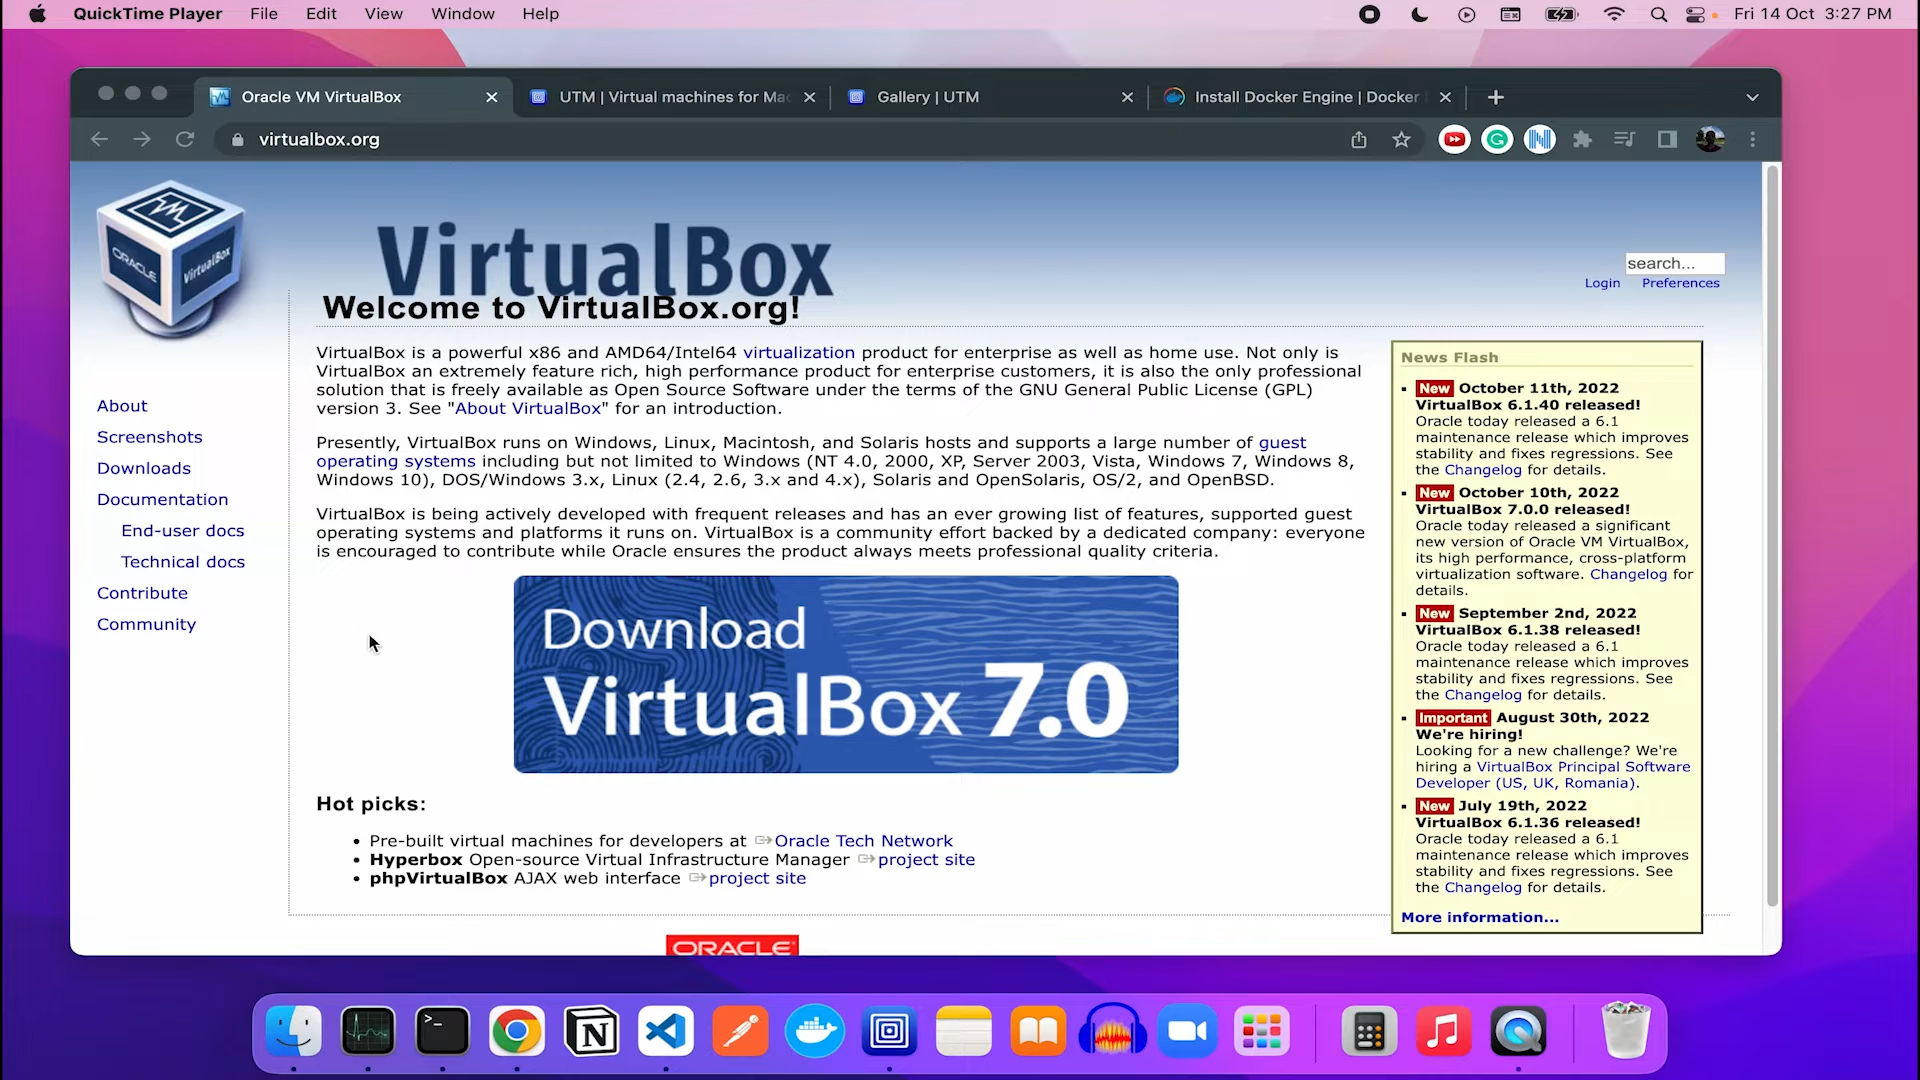 QuickTime Player File Edit View Window Help Fri 14 Oct 3:27 PM
Oracle VM VirtualBox UTM | Virtual machines for Mac Gallery | UTM Install Docker Engine | Docker
virtualbox.org
ORACLE VirtualBox
VirtualBox
search...
Login Preferences
Welcome to VirtualBox.org!
About
Screenshots
Downloads
Documentation
End-user docs
Technical docs
Contribute
Community
VirtualBox is a powerful x86 and AMD64/Intel64 virtualization product for enterprise as well as home use. Not only is
VirtualBox an extremely feature rich, high performance product for enterprise customers, it is also the only professional
solution that is freely available as Open Source Software under the terms of the GNU General Public License (GPL)
version 3. See "About VirtualBox" for an introduction.
Presently, VirtualBox runs on Windows, Linux, Macintosh, and Solaris hosts and supports a large number of guest
operating systems including but not limited to Windows (NT 4.0, 2000, XP, Server 2003, Vista, Windows 7, Windows 8,
Windows 10), DOS/Windows 3.x, Linux (2.4, 2.6, 3.x and 4.x), Solaris and OpenSolaris, OS/2, and OpenBSD.
VirtualBox is being actively developed with frequent releases and has an ever growing list of features, supported guest
operating systems and platforms it runs on. VirtualBox is a community effort backed by a dedicated company: everyone
is encouraged to contribute while Oracle ensures the product always meets professional quality criteria.
Download
VirtualBox 7.0
Hot picks:
• Pre-built virtual machines for developers at Oracle Tech Network
• Hyperbox Open-source Virtual Infrastructure Manager project site
• phpVirtualBox AJAX web interface project site
ORACLE
News Flash
New October 11th, 2022
VirtualBox 6.1.40 released!
Oracle today released a 6.1
maintenance release which improves
stability and fixes regressions. See
the Changelog for details.
New October 10th, 2022
VirtualBox 7.0.0 released!
Oracle today released a significant
new version of Oracle VM VirtualBox,
its high performance, cross-platform
virtualization software. Changelog for
details.
New September 2nd, 2022
VirtualBox 6.1.38 released!
Oracle today released a 6.1
maintenance release which improves
stability and fixes regressions. See
the Changelog for details.
Important August 30th, 2022
We're hiring!
Looking for a new challenge? We're
hiring a VirtualBox Principal Software
Developer (US, UK, Romania).
New July 19th, 2022
VirtualBox 6.1.36 released!
Oracle today released a 6.1
maintenance release which improves
stability and fixes regressions. See
the Changelog for details.
More information...